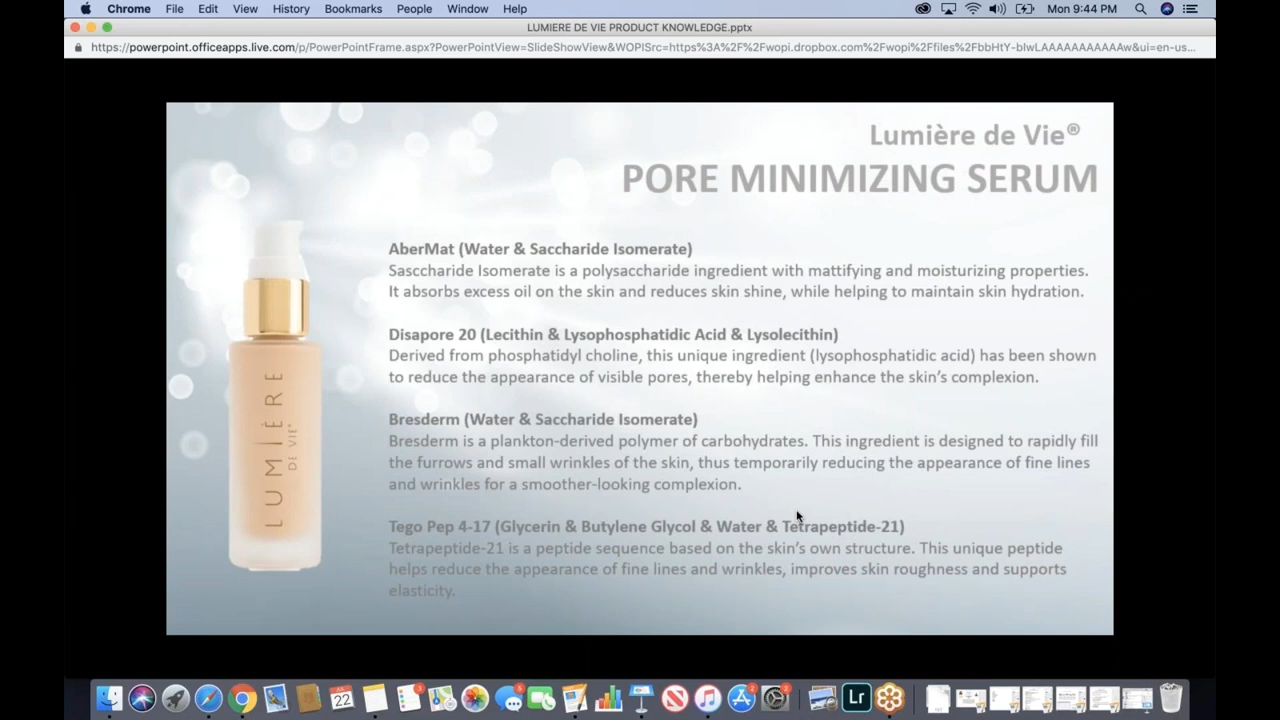 Chrome File Edit View History Bookmarks People Window Help Mon 9:44 PM
LUMIERE DE VIE PRODUCT KNOWLEDGE.pptx
https://powerpoint.officeapps.live.com/p/PowerPointFrame.aspx?PowerPointView=SlideShowView&WOPISrc=https%3A%2F%2Fwopi.dropbox.com%2Fwopi%2Ffiles%2FbbHtY-bIwLAAAAAAAAAAAw&ui=en-us...
Lumière de Vie®
PORE MINIMIZING SERUM
AberMat (Water & Saccharide Isomerate)
Sasccharide Isomerate is a polysaccharide ingredient with mattifying and moisturizing properties.
It absorbs excess oil on the skin and reduces skin shine, while helping to maintain skin hydration.
Disapore 20 (Lecithin & Lysophosphatidic Acid & Lysolecithin)
Derived from phosphatidyl choline, this unique ingredient (lysophosphatidic acid) has been shown
to reduce the appearance of visible pores, thereby helping enhance the skin's complexion.
Bresderm (Water & Saccharide Isomerate)
Bresderm is a plankton-derived polymer of carbohydrates. This ingredient is designed to rapidly fill
the furrows and small wrinkles of the skin, thus temporarily reducing the appearance of fine lines
and wrinkles for a smoother-looking complexion.
Tego Pep 4-17 (Glycerin & Butylene Glycol & Water & Tetrapeptide-21)
Tetrapeptide-21 is a peptide sequence based on the skin's own structure. This unique peptide
helps reduce the appearance of fine lines and wrinkles, improves skin roughness and supports
elasticity.
LUMIÈRE
DE VIE®
JUL
22
Lr